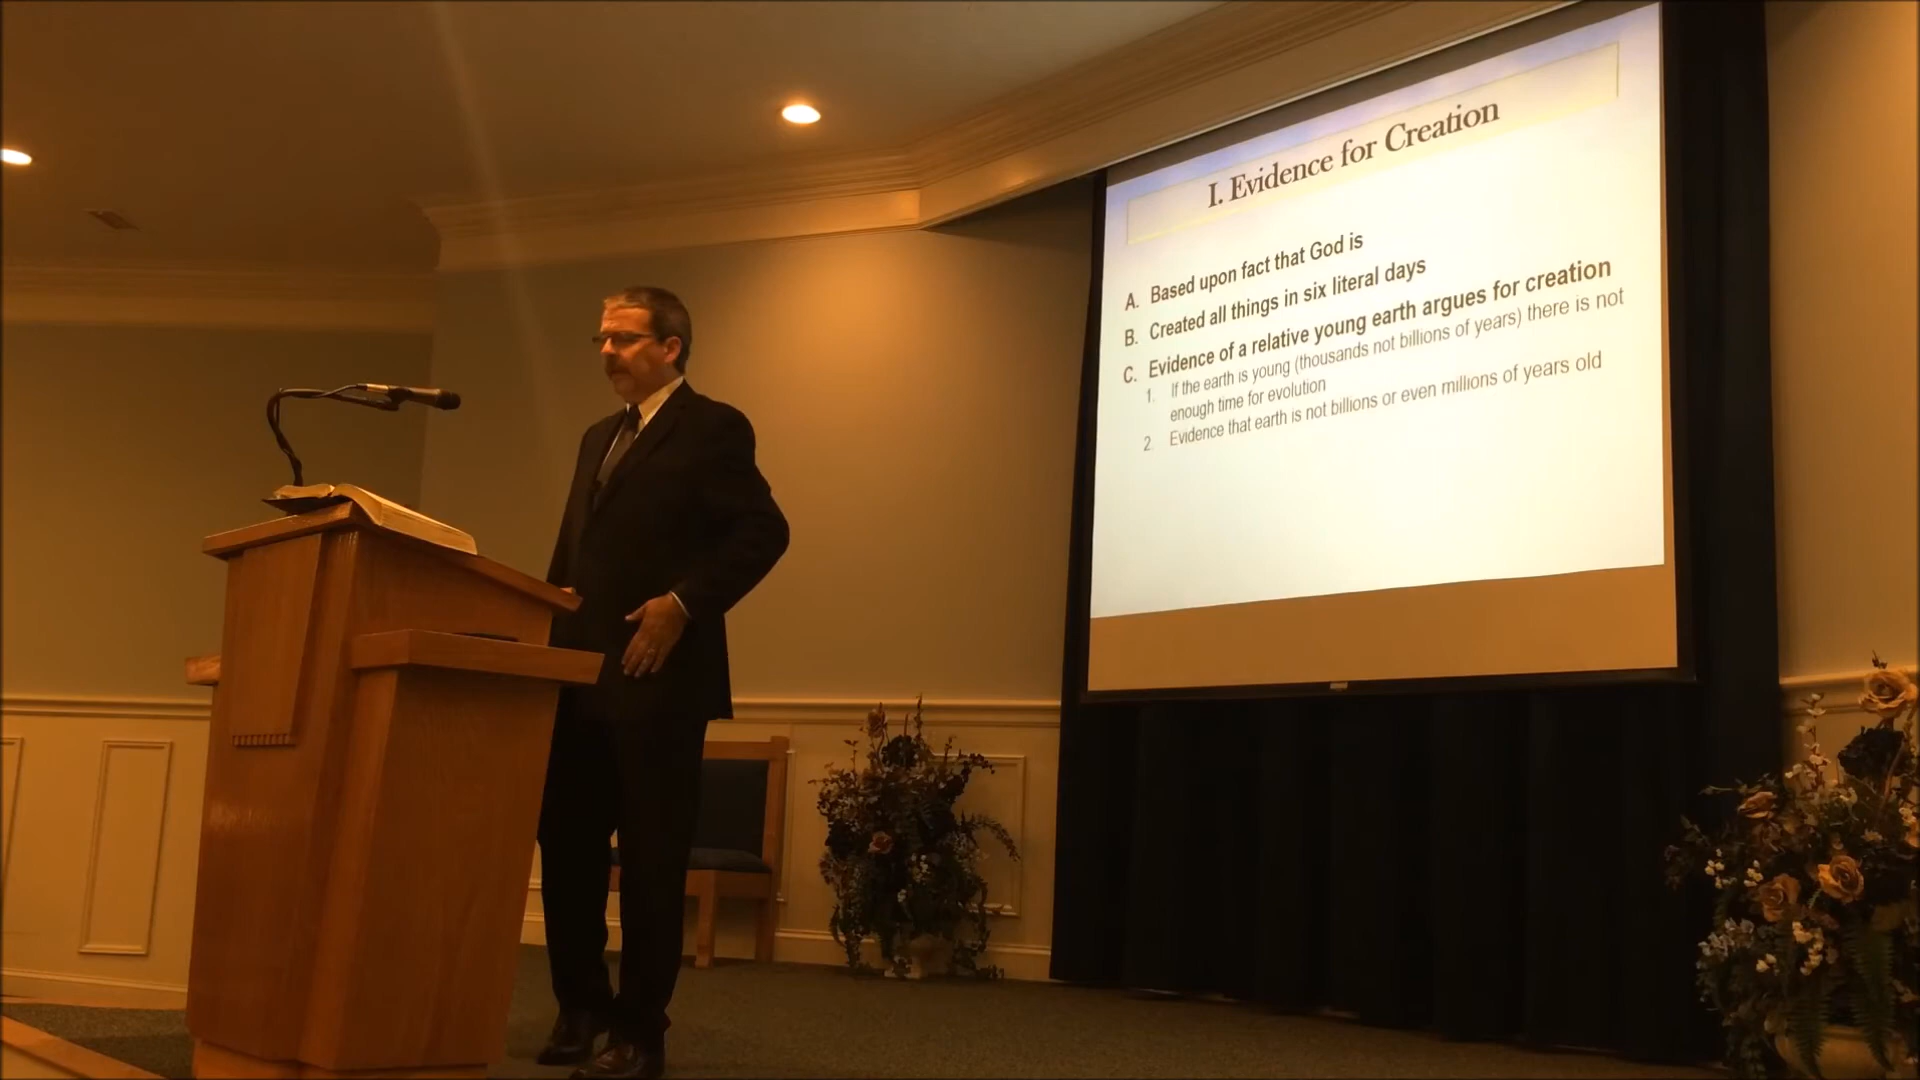 I. Evidence for Creation
A. Based upon fact that God is
B. Created all things in six literal days
C. Evidence of a relative young earth argues for creation
1. If the earth is young (thousands not billions of years) there is not
enough time for evolution
2. Evidence that earth is not billions or even millions of years old